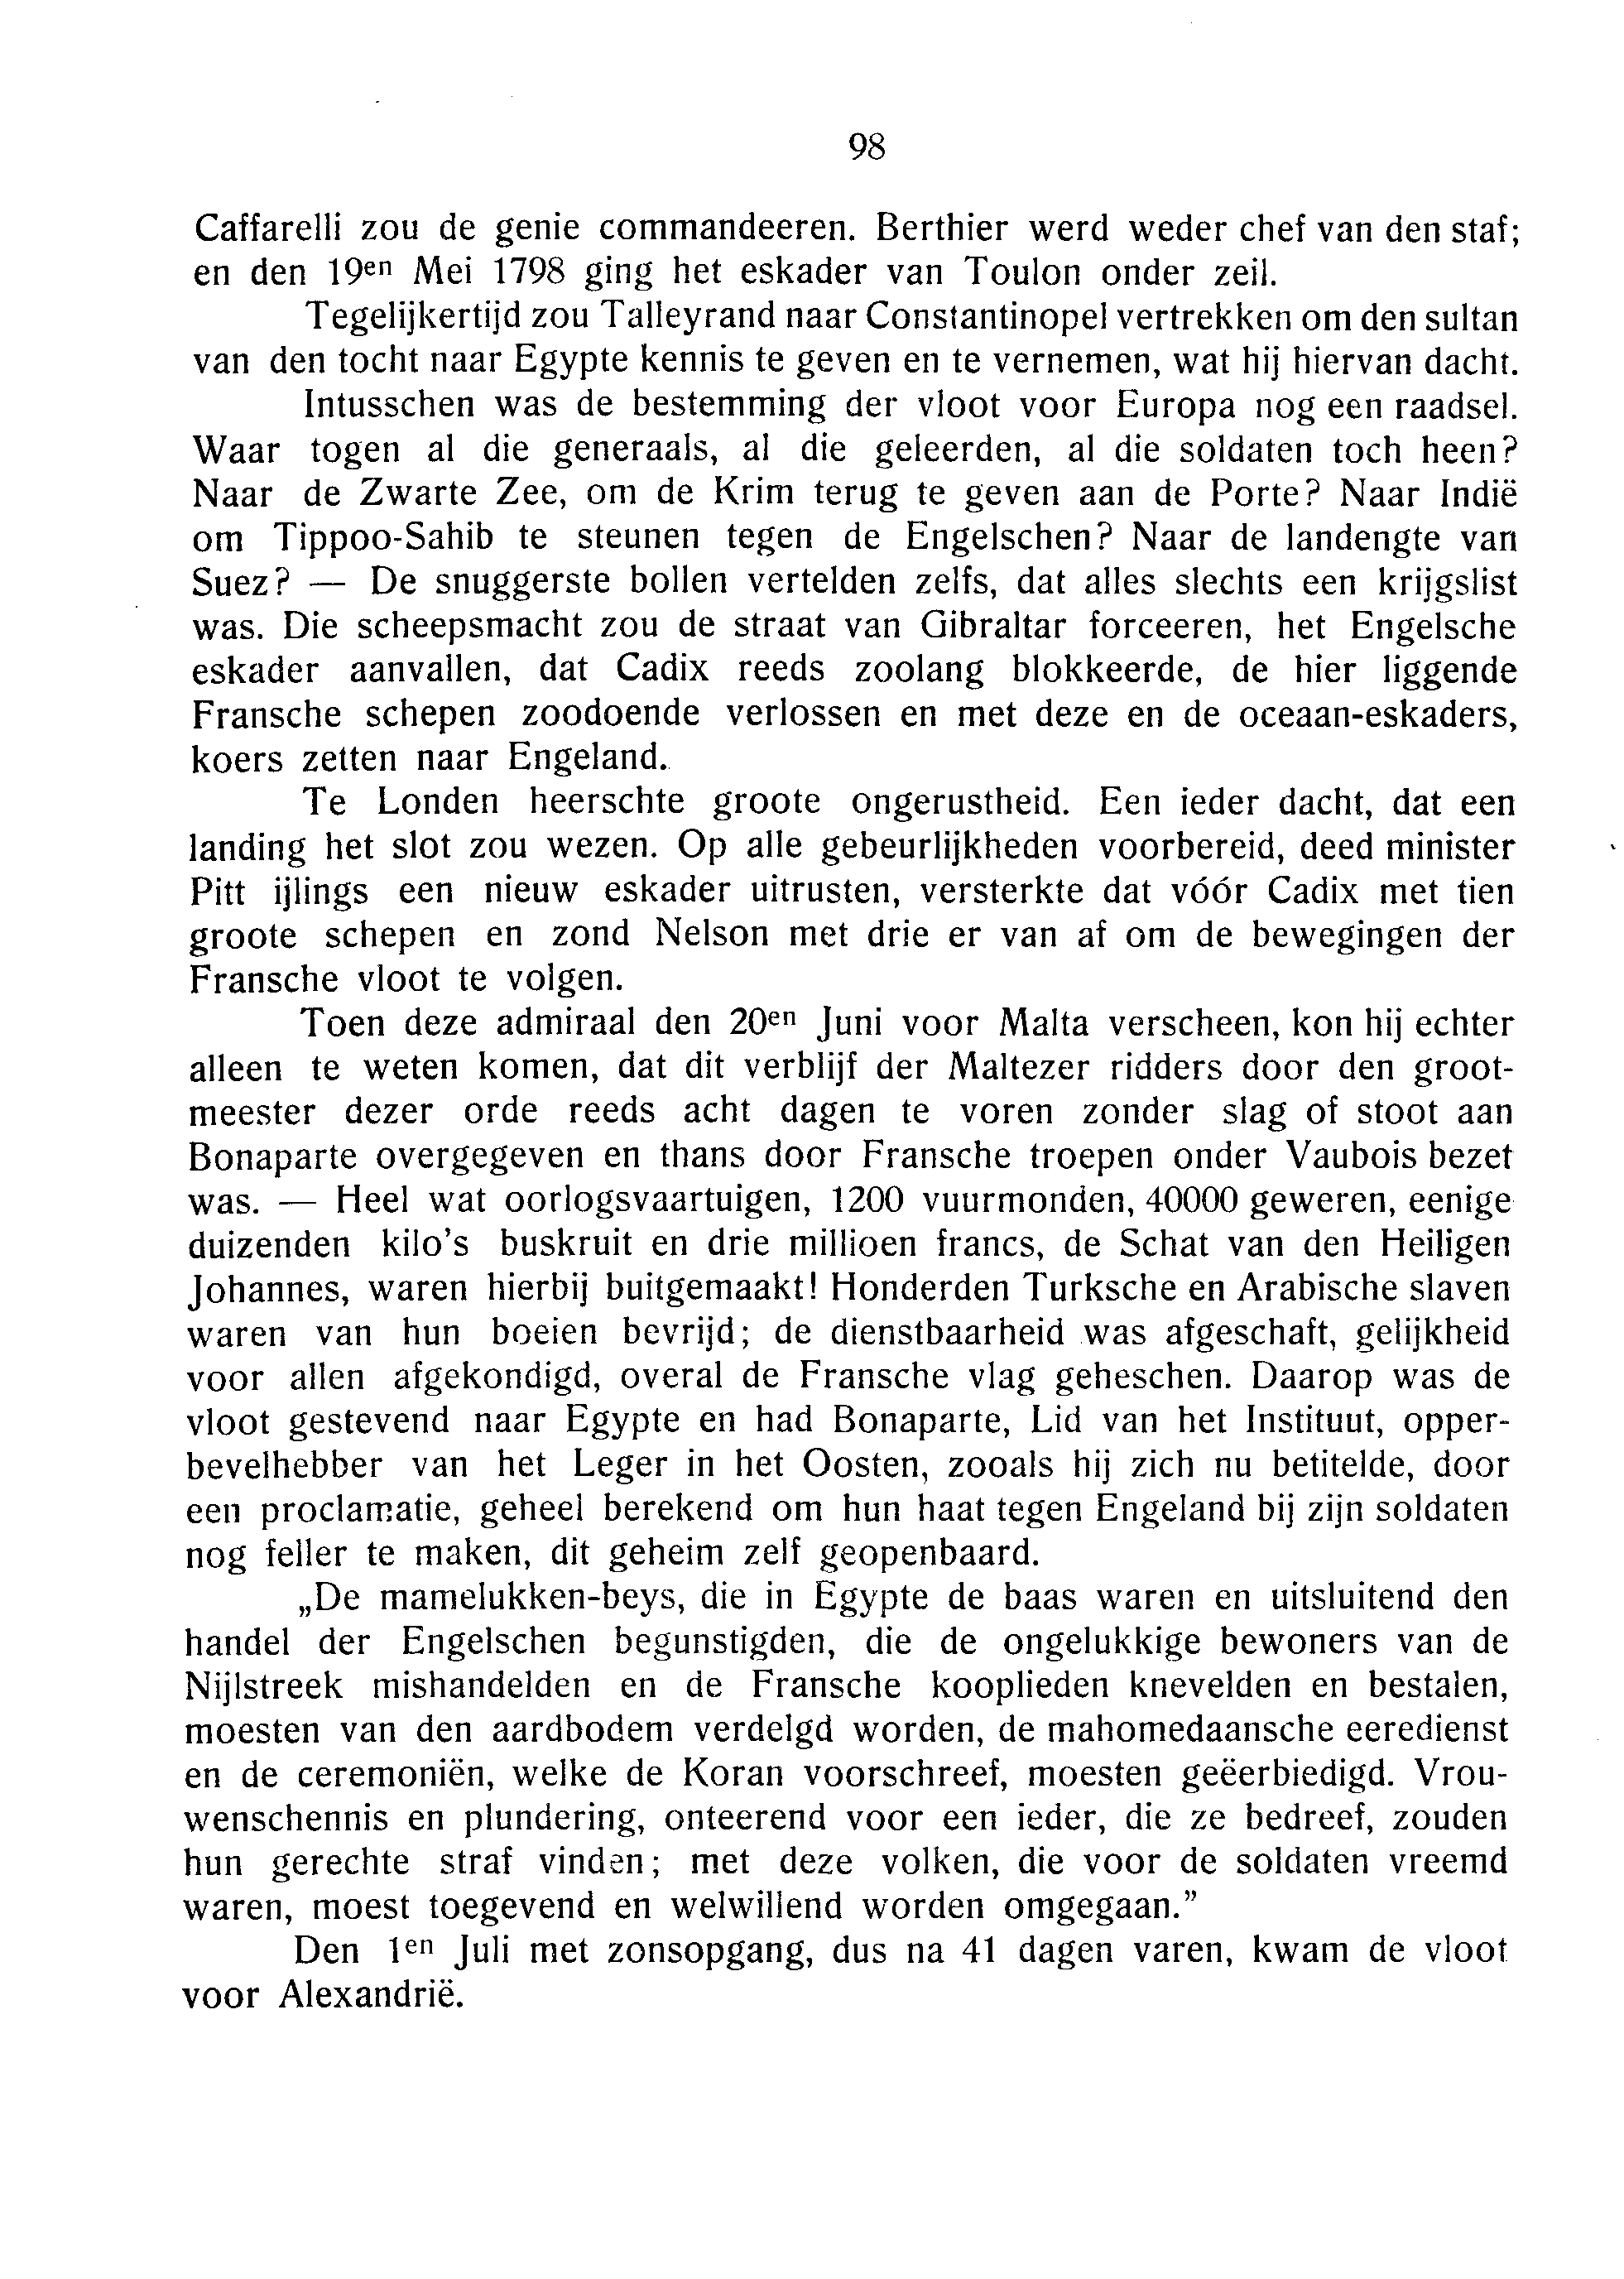 98
Caffarelli zou de genie commandeeren. Berthier werd weder chef van den staf;
en den 19en Mei 1798 ging het eskader van Toulon onder zeil.
Tegelijkertijd zou Talleyrand naar Constantinopel vertrekken om den sultan
van den tocht naar Egypte kennis te geven en te vernemen, wat hij hiervan dacht.
Intusschen was de bestemming der vloot voor Europa nog een raadsel.
Waar togen al die generaals, al die geleerden, al die soldaten toch heen?
Naar de Zwarte Zee, om de Krim terug te geven aan de Porte? Naar Indië
om Tippoo-Sahib te steunen tegen de Engelschen? Naar de landengte van
Suez? — De snuggerste bollen vertelden zelfs, dat alles slechts een krijgslist
was. Die scheepsmacht zou de straat van Gibraltar forceeren, het Engelsche
eskader aanvallen, dat Cadix reeds zoolang blokkeerde, de hier liggende
Fransche schepen zoodoende verlossen en met deze en de oceaan-eskaders,
koers zetten naar Engeland.
Te Londen heerschte groote ongerustheid. Een ieder dacht, dat een
landing het slot zou wezen. Op alle gebeurlijkheden voorbereid, deed minister
Pitt ijlings een nieuw eskader uitrusten, versterkte dat vóór Cadix met tien
groote schepen en zond Nelson met drie er van af om de bewegingen der
Fransche vloot te volgen.
Toen deze admiraal den 20en Juni voor Malta verscheen, kon hij echter
alleen te weten komen, dat dit verblijf der Maltezer ridders door den groot-
meester dezer orde reeds acht dagen te voren zonder slag of stoot aan
Bonaparte overgegeven en thans door Fransche troepen onder Vaubois bezet
was. — Heel wat oorlogsvaartuigen, 1200 vuurmonden, 40000 geweren, eenige
duizenden kilo's buskruit en drie millioen francs, de Schat van den Heiligen
Johannes, waren hierbij buitgemaakt! Honderden Turksche en Arabische slaven
waren van hun boeien bevrijd; de dienstbaarheid was afgeschaft, gelijkheid
voor allen afgekondigd, overal de Fransche vlag geheschen. Daarop was de
vloot gestevend naar Egypte en had Bonaparte, Lid van het Instituut, opper-
bevelhebber van het Leger in het Oosten, zooals hij zich nu betitelde, door
een proclamatie, geheel berekend om hun haat tegen Engeland bij zijn soldaten
nog feller te maken, dit geheim zelf geopenbaard.
„De mamelukken-beys, die in Egypte de baas waren en uitsluitend den
handel der Engelschen begunstigden, die de ongelukkige bewoners van de
Nijlstreek mishandelden en de Fransche kooplieden knevelden en bestalen,
moesten van den aardbodem verdelgd worden, de mahomedaansche eeredienst
en de ceremoniën, welke de Koran voorschreef, moesten geëerbiedigd. Vrou-
wenschennis en plundering, onteerend voor een ieder, die ze bedreef, zouden
hun gerechte straf vinden; met deze volken, die voor de soldaten vreemd
waren, moest toegevend en welwillend worden omgegaan.”
Den 1en Juli met zonsopgang, dus na 41 dagen varen, kwam de vloot
voor Alexandrië.